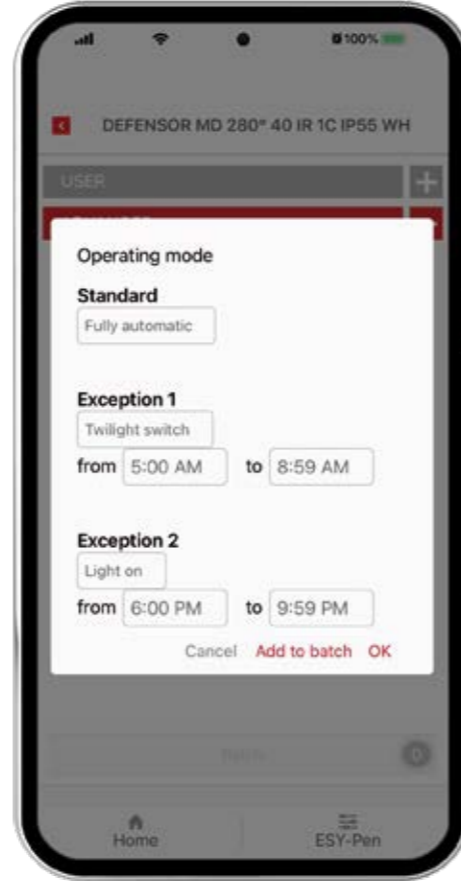 100%
DEFENSOR MD 280° 40 IR 1C IP55 WH
USER
Operating mode
Standard
Fully automatic
Exception 1
Twilight switch
from 5:00 AM to 8:59 AM
Exception 2
Light on
from 6:00 PM to 9:59 PM
Cancel Add to batch OK
0
Home ESY-Pen